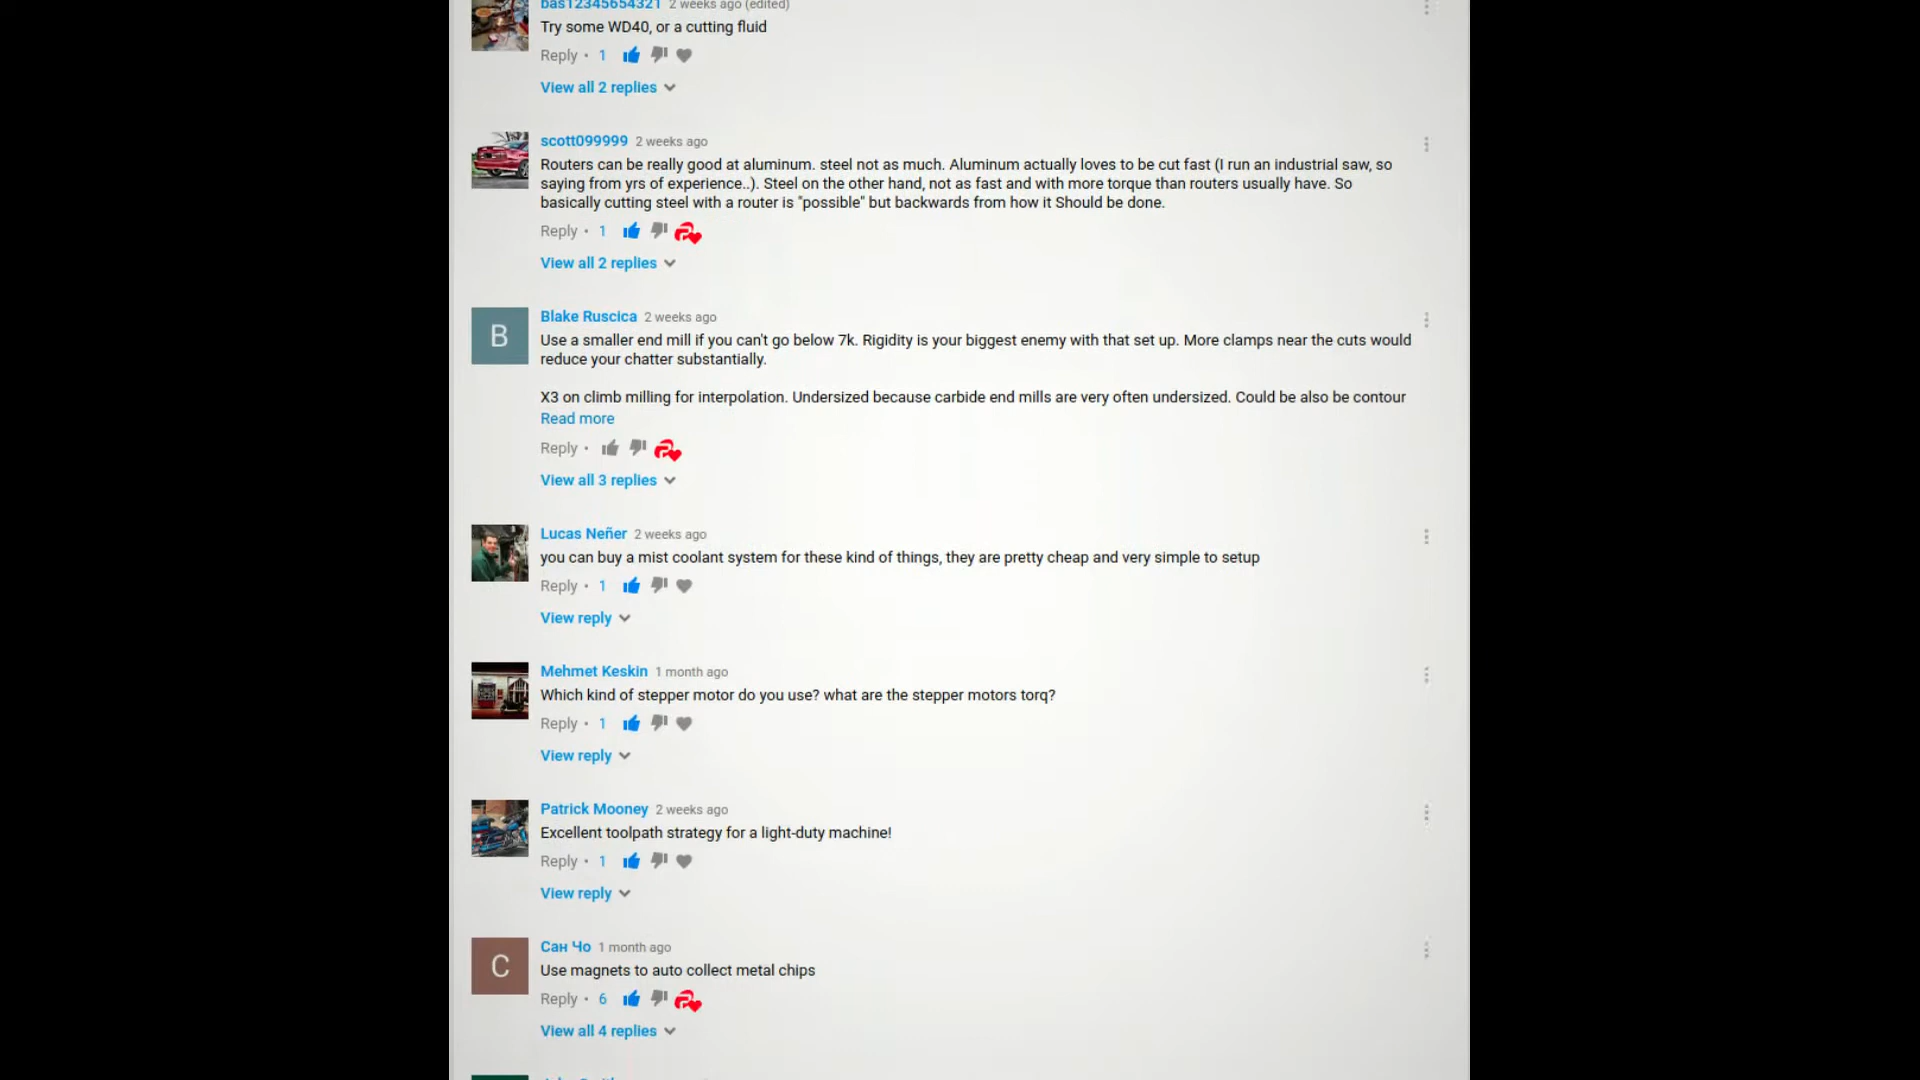 bas12345654321 2 weeks ago (edited)
Try some WD40, or a cutting fluid
Reply • 1
View all 2 replies
scott099999 2 weeks ago
Routers can be really good at aluminum. steel not as much. Aluminum actually loves to be cut fast (I run an industrial saw, so
saying from yrs of experience..). Steel on the other hand, not as fast and with more torque than routers usually have. So
basically cutting steel with a router is "possible" but backwards from how it Should be done.
Reply • 1
View all 2 replies
B
Blake Ruscica 2 weeks ago
Use a smaller end mill if you can't go below 7k. Rigidity is your biggest enemy with that set up. More clamps near the cuts would
reduce your chatter substantially.
X3 on climb milling for interpolation. Undersized because carbide end mills are very often undersized. Could be also be contour
Read more
Reply •
View all 3 replies
Lucas Neñer 2 weeks ago
you can buy a mist coolant system for these kind of things, they are pretty cheap and very simple to setup
Reply • 1
View reply
Mehmet Keskin 1 month ago
Which kind of stepper motor do you use? what are the stepper motors torq?
Reply • 1
View reply
Patrick Mooney 2 weeks ago
Excellent toolpath strategy for a light-duty machine!
Reply • 1
View reply
С
Сан Чо 1 month ago
Use magnets to auto collect metal chips
Reply • 6
View all 4 replies